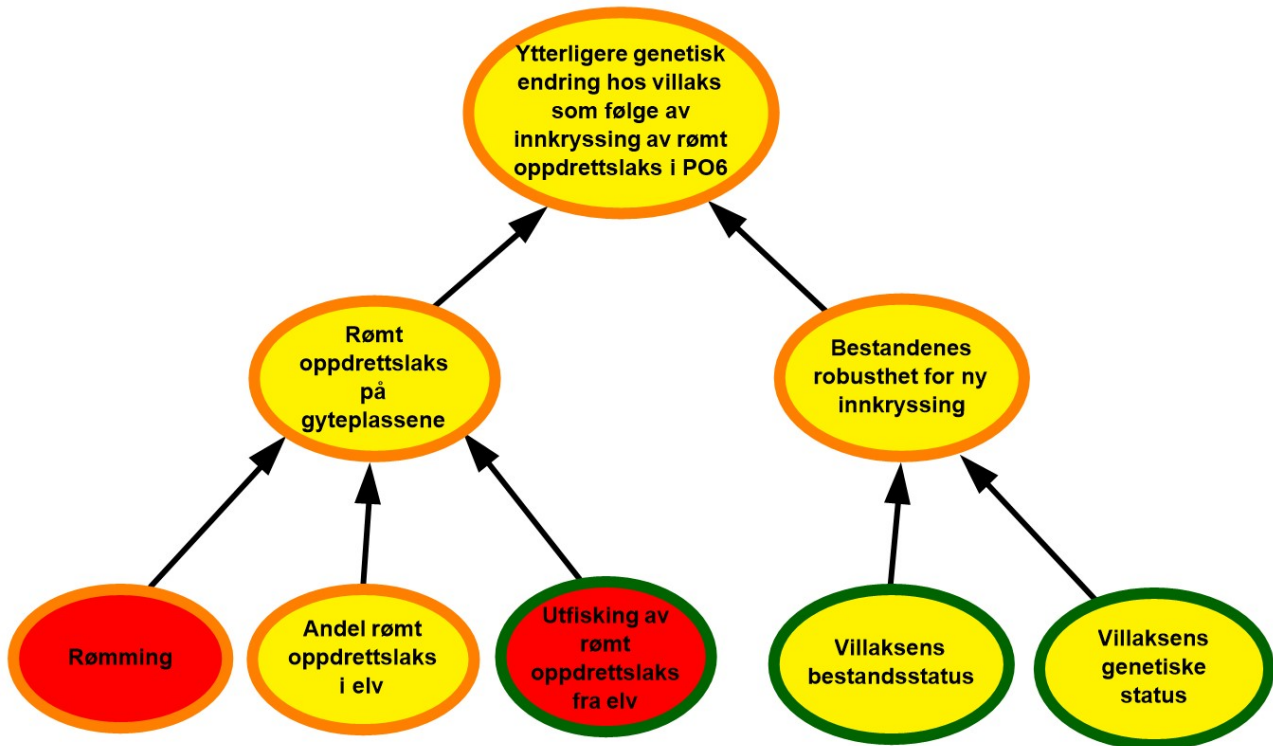 Ytterligere genetisk
endring hos villaks
som følge av
innkryssing av rømt
oppdrettslaks i PO6
Rømt
oppdrettslaks
på
gyteplassene
Bestandenes
robusthet for ny
innkryssing
Rømming
Andel rømt
oppdrettslaks
i elv
Utfisking av
rømt
oppdrettslaks
fra elv
Villaksens
bestandsstatus
Villaksens
genetiske
status